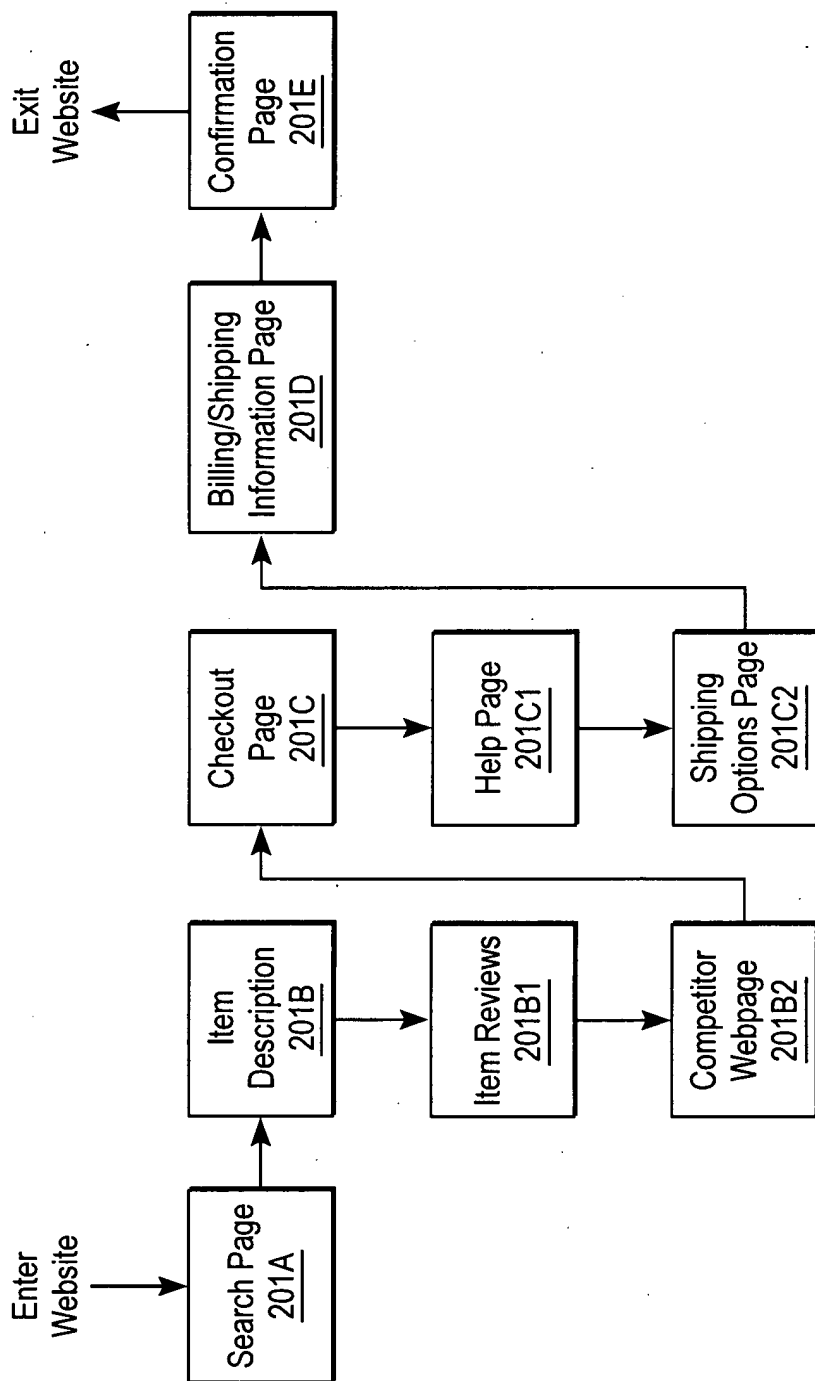 Enter
Website
Search Page
201A
Item
Description
201B
Item Reviews
201B1
Competitor
Webpage
201B2
Checkout
Page
201C
Help Page
201C1
Shipping
Options Page
201C2
Billing/Shipping
Information Page
201D
Confirmation
Page
201E
Exit
Website